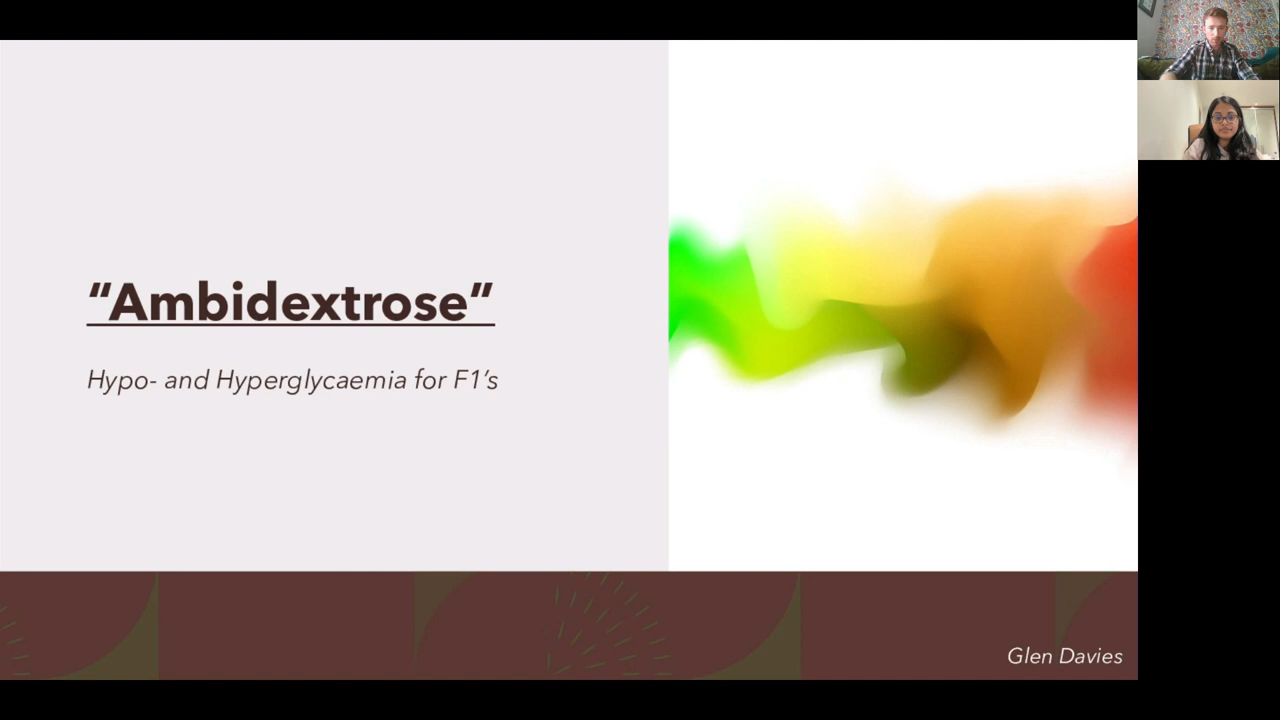 “Ambidextrose”
Hypo- and Hyperglycaemia for F1’s
Glen Davies